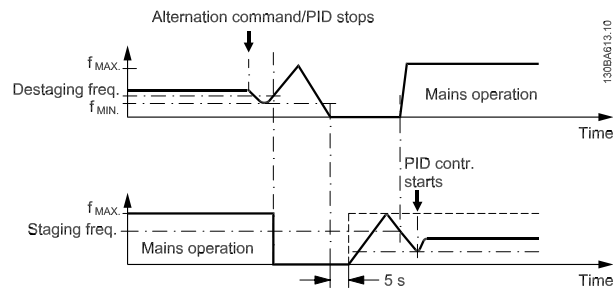 Alternation command/PID stops
f MAX.
Destaging freq.
f MIN.
Mains operation
Time
130BA613.10
PID contr.
starts
f MAX.
Staging freq.
Mains operation
5 s
Time